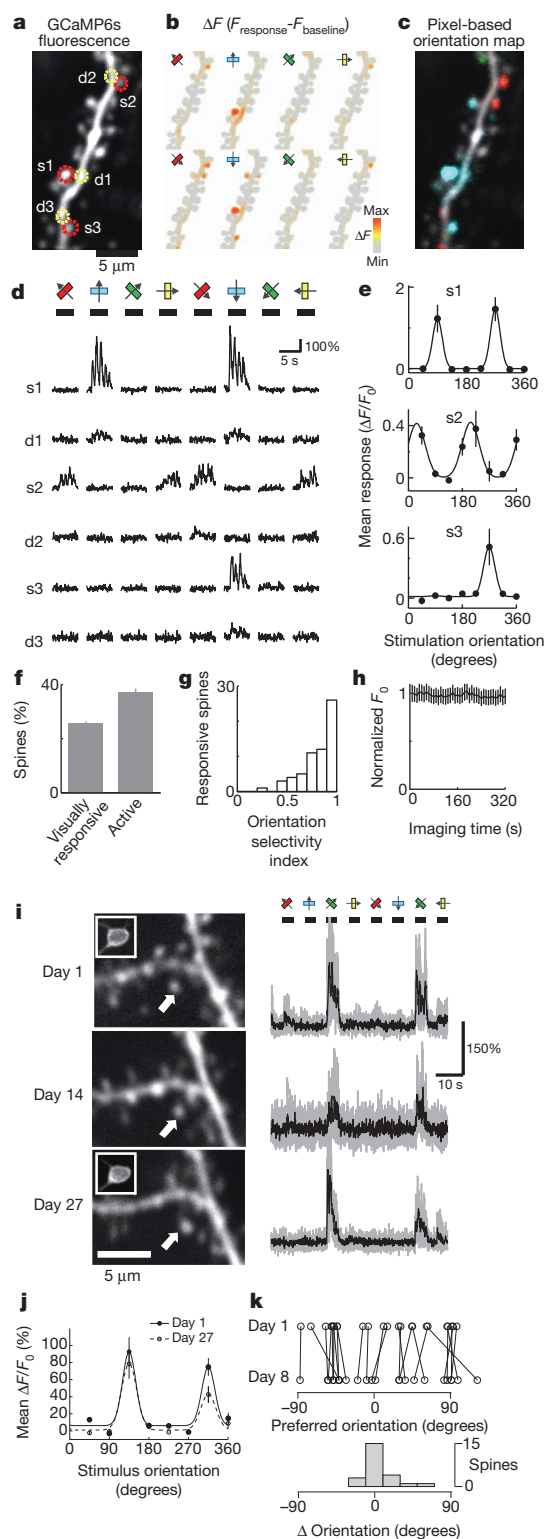 a GCaMP6s fluorescence
d2
s2
s1
d1
d3
s3
5 μm
b ΔF (Fresponse-Fbaseline)
Max
ΔF
Min
c Pixel-based orientation map
d
5 s
100%
s1
d1
s2
d2
s3
d3
e
s1
2
0
0 180 360
s2
0.4
0
0 180 360
s3
0.6
0
0 180 360
Mean response (ΔF/F0)
Stimulation orientation (degrees)
f
40
20
0
Spines (%)
Visually responsive
Active
g
30
15
0
Responsive spines
0 0.5 1
Orientation selectivity index
h
1
0
Normalized F0
0 160 320
Imaging time (s)
i
Day 1
Day 14
Day 27
5 μm
150%
10 s
j
Day 1
Day 27
100
80
60
40
20
0
Mean ΔF/F0 (%)
0 90 180 270 360
Stimulus orientation (degrees)
k
Day 1
Day 8
−90 0 90
Preferred orientation (degrees)
15
0
Spines
−90 0 90
Δ Orientation (degrees)